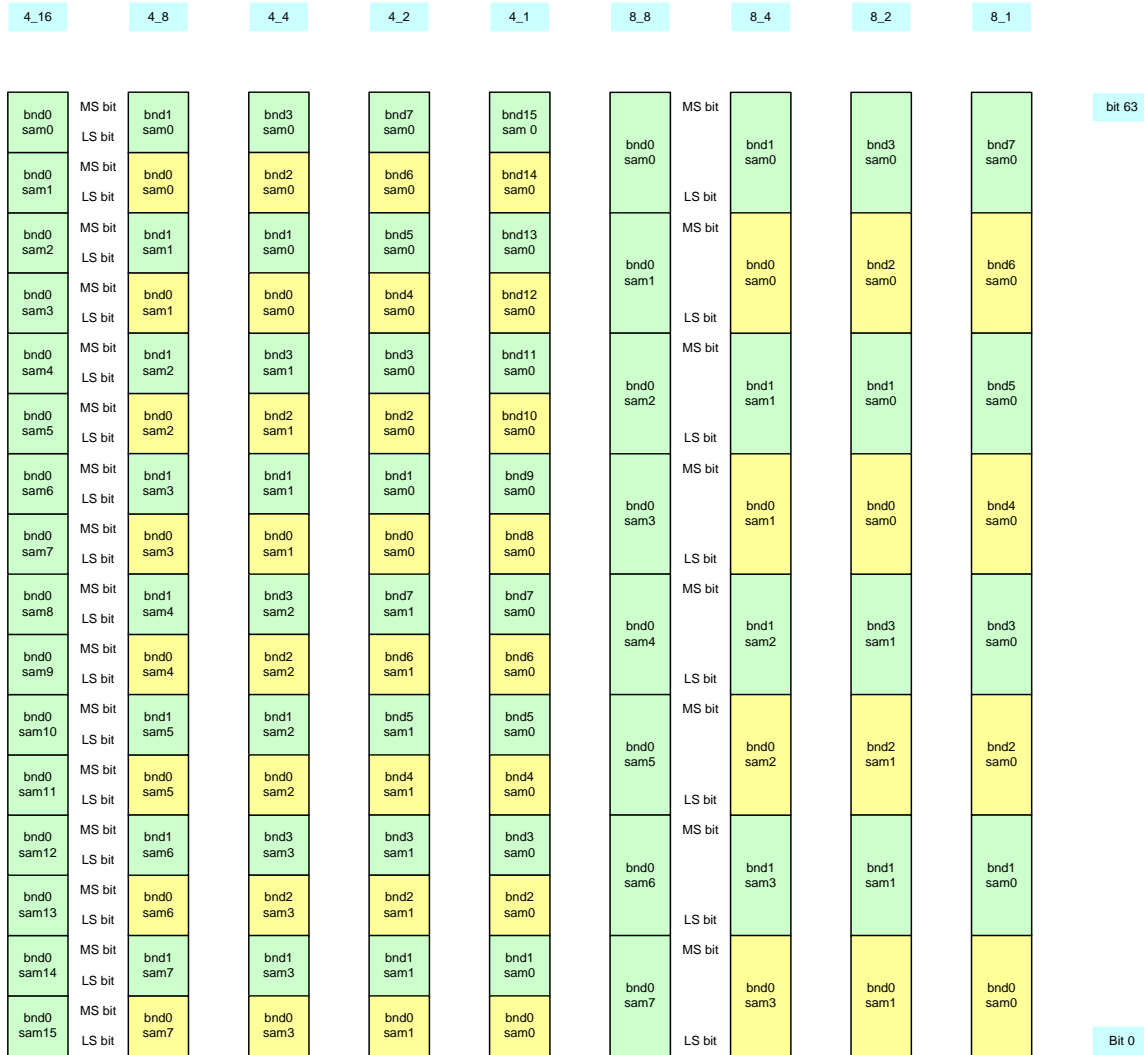 4_16 4_8 4_4 4_2 4_1 8_8 8_4 8_2 8_1
MS bit MS bit bit 63
bnd0 bnd1 bnd3 bnd7 bnd15
sam0 sam0 sam0 sam0 sam 0
LS bit
bnd0 bnd1 bnd3 bnd7
sam0 sam0 sam0 sam0
MS bit
bnd0 bnd0 bnd2 bnd6 bnd14
sam1 sam0 sam0 sam0 sam0
LS bit LS bit
MS bit MS bit
bnd0 bnd1 bnd1 bnd5 bnd13
sam2 sam1 sam0 sam0 sam0
LS bit
bnd0 bnd0 bnd2 bnd6
sam1 sam0 sam0 sam0
MS bit
bnd0 bnd0 bnd0 bnd4 bnd12
sam3 sam1 sam0 sam0 sam0
LS bit LS bit
MS bit MS bit
bnd0 bnd1 bnd3 bnd3 bnd11
sam4 sam2 sam1 sam0 sam0
LS bit
bnd0 bnd1 bnd1 bnd5
sam2 sam1 sam0 sam0
MS bit
bnd0 bnd0 bnd2 bnd2 bnd10
sam5 sam2 sam1 sam0 sam0
LS bit LS bit
MS bit MS bit
bnd0 bnd1 bnd1 bnd1 bnd9
sam6 sam3 sam1 sam0 sam0
LS bit
bnd0 bnd0 bnd0 bnd4
sam3 sam1 sam0 sam0
MS bit
bnd0 bnd0 bnd0 bnd0 bnd8
sam7 sam3 sam1 sam0 sam0
LS bit LS bit
MS bit MS bit
bnd0 bnd1 bnd3 bnd7 bnd7
sam8 sam4 sam2 sam1 sam0
LS bit
bnd0 bnd1 bnd3 bnd3
sam4 sam2 sam1 sam0
MS bit
bnd0 bnd0 bnd2 bnd6 bnd6
sam9 sam4 sam2 sam1 sam0
LS bit LS bit
MS bit MS bit
bnd0 bnd1 bnd1 bnd5 bnd5
sam10 sam5 sam2 sam1 sam0
LS bit
bnd0 bnd0 bnd2 bnd2
sam5 sam2 sam1 sam0
MS bit
bnd0 bnd0 bnd0 bnd4 bnd4
sam11 sam5 sam2 sam1 sam0
LS bit LS bit
MS bit MS bit
bnd0 bnd1 bnd3 bnd3 bnd3
sam12 sam6 sam3 sam1 sam0
LS bit
bnd0 bnd1 bnd1 bnd1
sam6 sam3 sam1 sam0
MS bit
bnd0 bnd0 bnd2 bnd2 bnd2
sam13 sam6 sam3 sam1 sam0
LS bit LS bit
MS bit MS bit
bnd0 bnd1 bnd1 bnd1 bnd1
sam14 sam7 sam3 sam1 sam0
LS bit
bnd0 bnd0 bnd0 bnd0
sam7 sam3 sam1 sam0
MS bit
bnd0 bnd0 bnd0 bnd0 bnd0
sam15 sam7 sam3 sam1 sam0
LS bit LS bit Bit 0